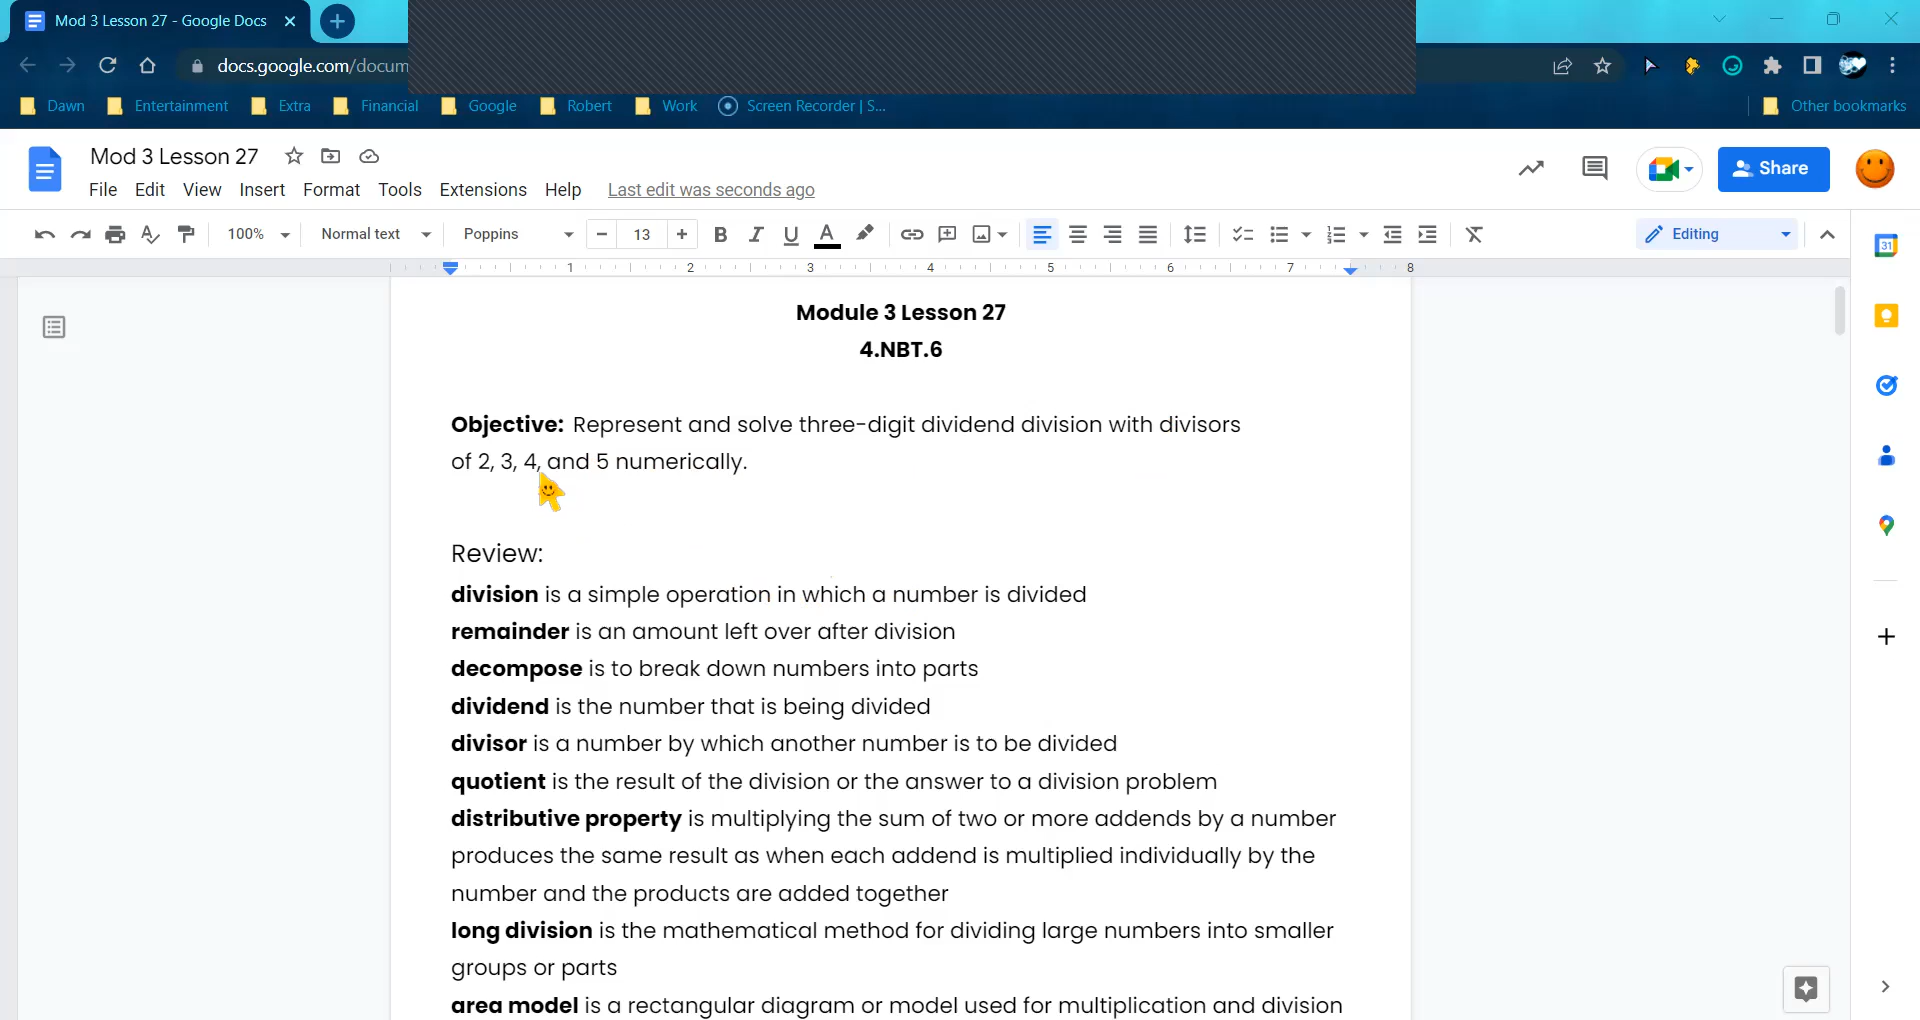 Mod 3 Lesson 27 - Google Docs
docs.google.com/docum
Dawn Entertainment Extra Financial Google Robert Work Screen Recorder | S... Other bookmarks
Mod 3 Lesson 27
File Edit View Insert Format Tools Extensions Help Last edit was seconds ago
Share
100% Normal text Poppins 13 Editing
1 2 3 4 5 6 7 8
31
Module 3 Lesson 27
4.NBT.6
Objective: Represent and solve three-digit dividend division with divisors
of 2, 3, 4, and 5 numerically.
Review:
division is a simple operation in which a number is divided
remainder is an amount left over after division
decompose is to break down numbers into parts
dividend is the number that is being divided
divisor is a number by which another number is to be divided
quotient is the result of the division or the answer to a division problem
distributive property is multiplying the sum of two or more addends by a number
produces the same result as when each addend is multiplied individually by the
number and the products are added together
long division is the mathematical method for dividing large numbers into smaller
groups or parts
area model is a rectangular diagram or model used for multiplication and division